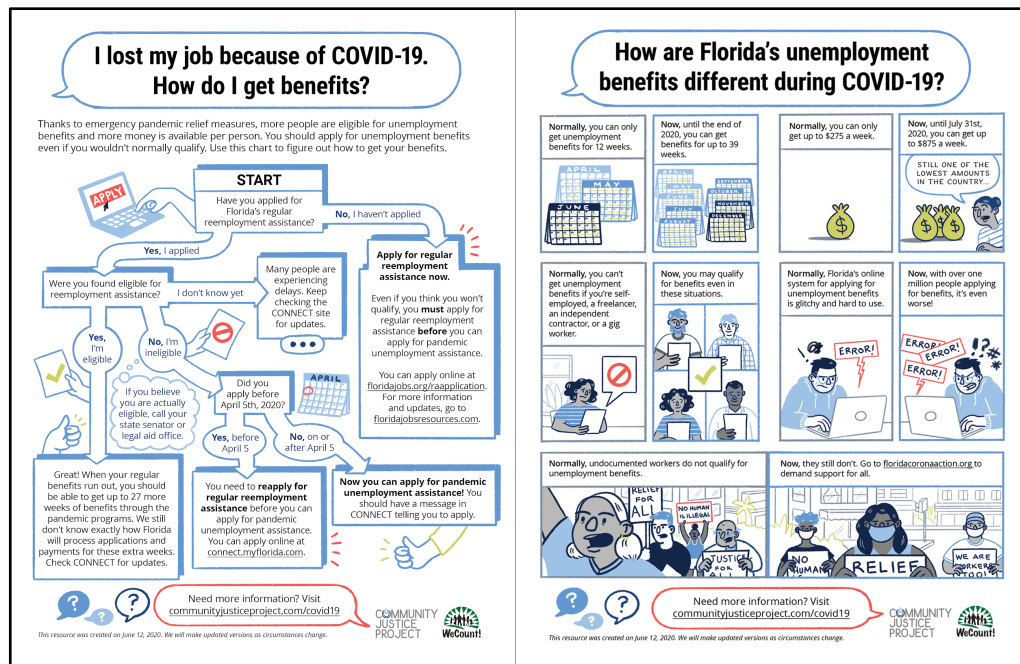 I lost my job because of COVID-19.
How do I get benefits?
Thanks to emergency pandemic relief measures, more people are eligible for unemployment
benefits and more money is available per person. You should apply for unemployment benefits
even if you wouldn't normally qualify. Use this chart to figure out how to get your benefits.
APPLY
START
Have you applied for
Florida's regular
reemployment assistance?
No, I haven't applied
Yes, I applied
Were you found eligible for
reemployment assistance?
I don't know yet
Many people are
experiencing
delays. Keep
checking the
CONNECT site
for updates.
Apply for regular
reemployment
assistance now.
Even if you think you won't
qualify, you must apply for
regular reemployment
assistance before you can
apply for pandemic
unemployment assistance.
You can apply online at
floridajobs.org/raapplication.
For more information
and updates, go to
floridajobsresources.com.
Yes,
I'm
eligible
No, I'm
ineligible
If you believe
you are actually
eligible, call your
state senator or
legal aid office.
Did you
apply before
April 5th, 2020?
APRIL
Yes, before
April 5
No, on or
after April 5
Great! When your regular
benefits run out, you should
be able to get up to 27 more
weeks of benefits through the
pandemic programs. We still
don't know exactly how Florida
will process applications and
payments for these extra weeks.
Check CONNECT for updates.
You need to reapply for
regular reemployment
assistance before you can
apply for pandemic
unemployment assistance.
You can apply online at
connect.myflorida.com.
Now you can apply for pandemic
unemployment assistance! You
should have a message in
CONNECT telling you to apply.
?
?
?
Need more information? Visit
communityjusticeproject.com/covid19
COMMUNITY
JUSTICE
PROJECT
WeCount!
This resource was created on June 12, 2020. We will make updated versions as circumstances change.
How are Florida's unemployment
benefits different during COVID-19?
Normally, you can only
get unemployment
benefits for 12 weeks.
APRIL
MAY
JUNE
Now, until the end of
2020, you can get
benefits for up to 39
weeks.
APRIL
MAY
JUNE
JULY
SEPTEMBER
OCTOBER
NOVEMBER
DECEMBER
Normally, you can only
get up to $275 a week.
$
Now, until July 31st,
2020, you can get up
to $875 a week.
STILL ONE OF THE
LOWEST AMOUNTS
IN THE COUNTRY...
$ $ $
Normally, you can't
get unemployment
benefits if you're self-
employed, a freelancer,
an independent
contractor, or a gig
worker.
Now, you may qualify
for benefits even in
these situations.
Normally, Florida's online
system for applying for
unemployment benefits
is glitchy and hard to use.
ERROR!
Now, with over one
million people applying
for benefits, it's even
worse!
ERROR!
ERROR!
ERROR!
Normally, undocumented workers do not qualify for
unemployment benefits.
RELIEF
FOR
ALL
NO HUMAN
IS ILLEGAL
JUSTICE
FOR
ALL
Now, they still don't. Go to floridacoronaaction.org to
demand support for all.
NO
HUMAN
RELIEF
WE ARE
WORKERS
TOO!
?
?
?
Need more information? Visit
communityjusticeproject.com/covid19
COMMUNITY
JUSTICE
PROJECT
WeCount!
This resource was created on June 12, 2020. We will make updated versions as circumstances change.